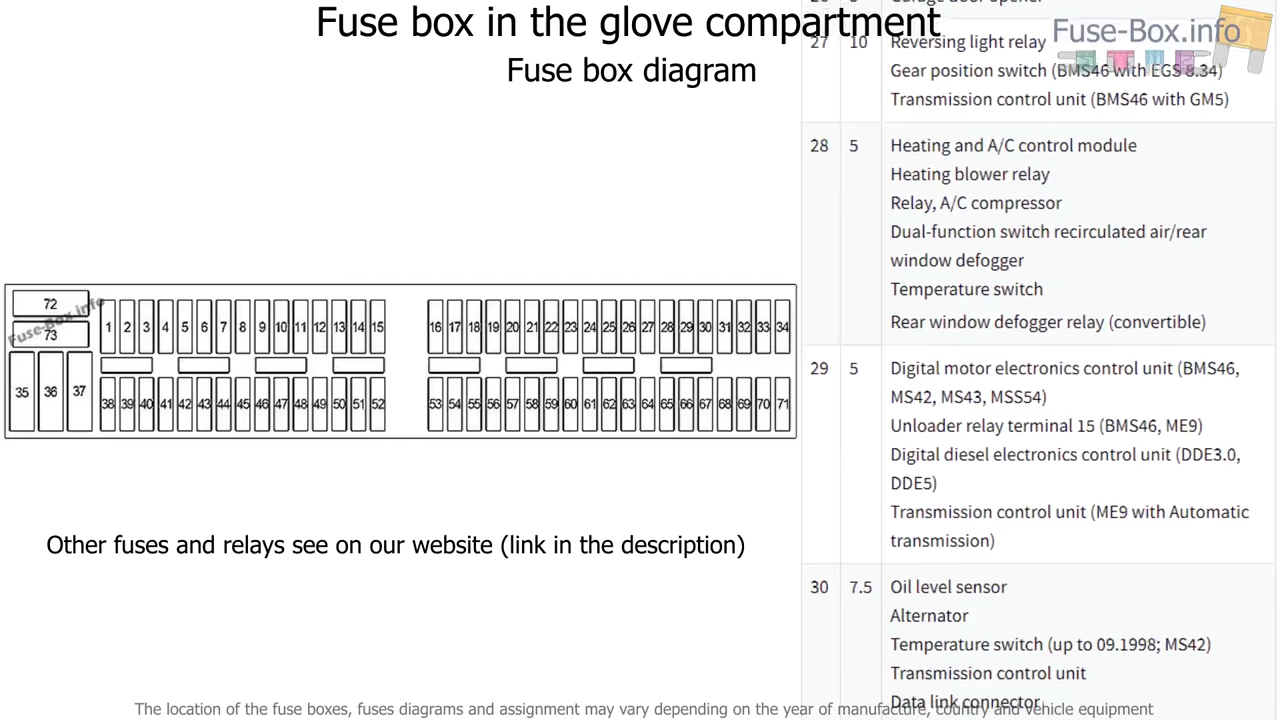 Fuse box in the glove compartment
Fuse box diagram
Fuse-Box.info
72
73
Fuse-Box.info
35 36 37
1 2 3 4 5 6 7 8 9 10 11 12 13 14 15
16 17 18 19 20 21 22 23 24 25 26 27 28 29 30 31 32 33 34
38 39 40 41 42 43 44 45 46 47 48 49 50 51 52
53 54 55 56 57 58 59 60 61 62 63 64 65 66 67 68 69 70 71
Other fuses and relays see on our website (link in the description)
27 10 Reversing light relay
Gear position switch (BMS46 with EGS 8.34)
Transmission control unit (BMS46 with GM5)
28 5 Heating and A/C control module
Heating blower relay
Relay, A/C compressor
Dual-function switch recirculated air/rear
window defogger
Temperature switch
Rear window defogger relay (convertible)
29 5 Digital motor electronics control unit (BMS46,
MS42, MS43, MSS54)
Unloader relay terminal 15 (BMS46, ME9)
Digital diesel electronics control unit (DDE3.0,
DDE5)
Transmission control unit (ME9 with Automatic
transmission)
30 7.5 Oil level sensor
Alternator
Temperature switch (up to 09.1998; MS42)
Transmission control unit
Data link connector
The location of the fuse boxes, fuses diagrams and assignment may vary depending on the year of manufacture, country and vehicle equipment